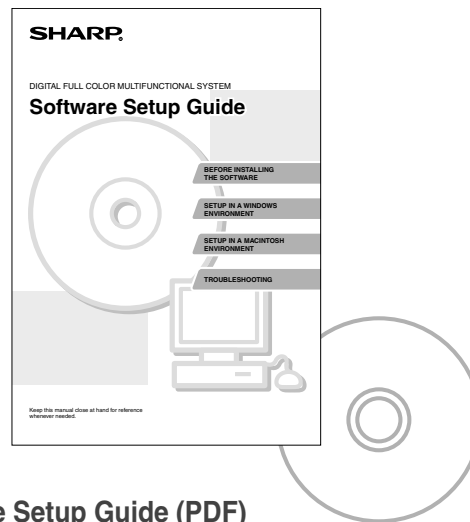 SHARP
DIGITAL FULL COLOR MULTIFUNCTIONAL SYSTEM
Software Setup Guide
BEFORE INSTALLING
THE SOFTWARE
SETUP IN A WINDOWS
ENVIRONMENT
SETUP IN A MACINTOSH
ENVIRONMENT
TROUBLESHOOTING
Keep this manual close at hand for reference
whenever needed.
Setup Guide (PDF)